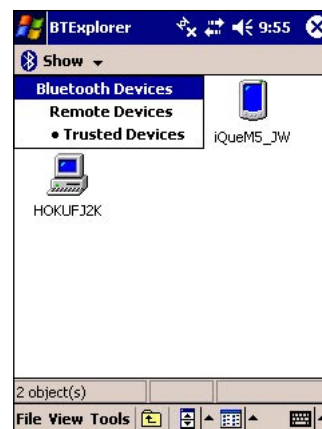 BTExplorer 9:55
Show
Bluetooth Devices
Remote Devices
• Trusted Devices
iQueM5_JW
HOKUFJ2K
2 object(s)
File View Tools